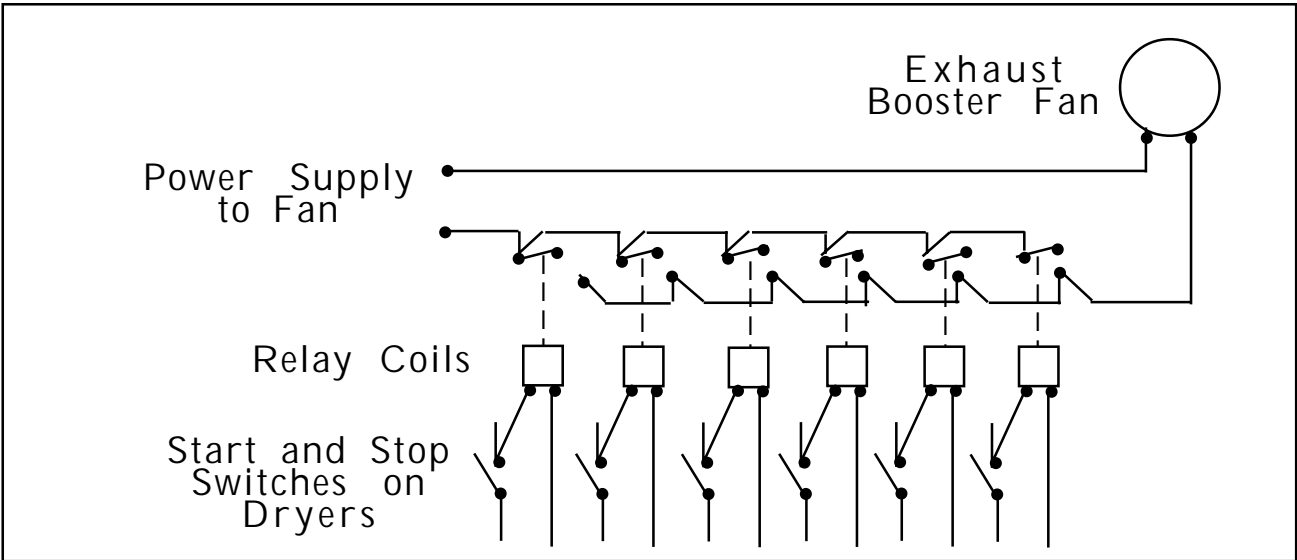 Exhaust
Booster Fan
Power Supply
to Fan
Relay Coils
Start and Stop
Switches on
Dryers